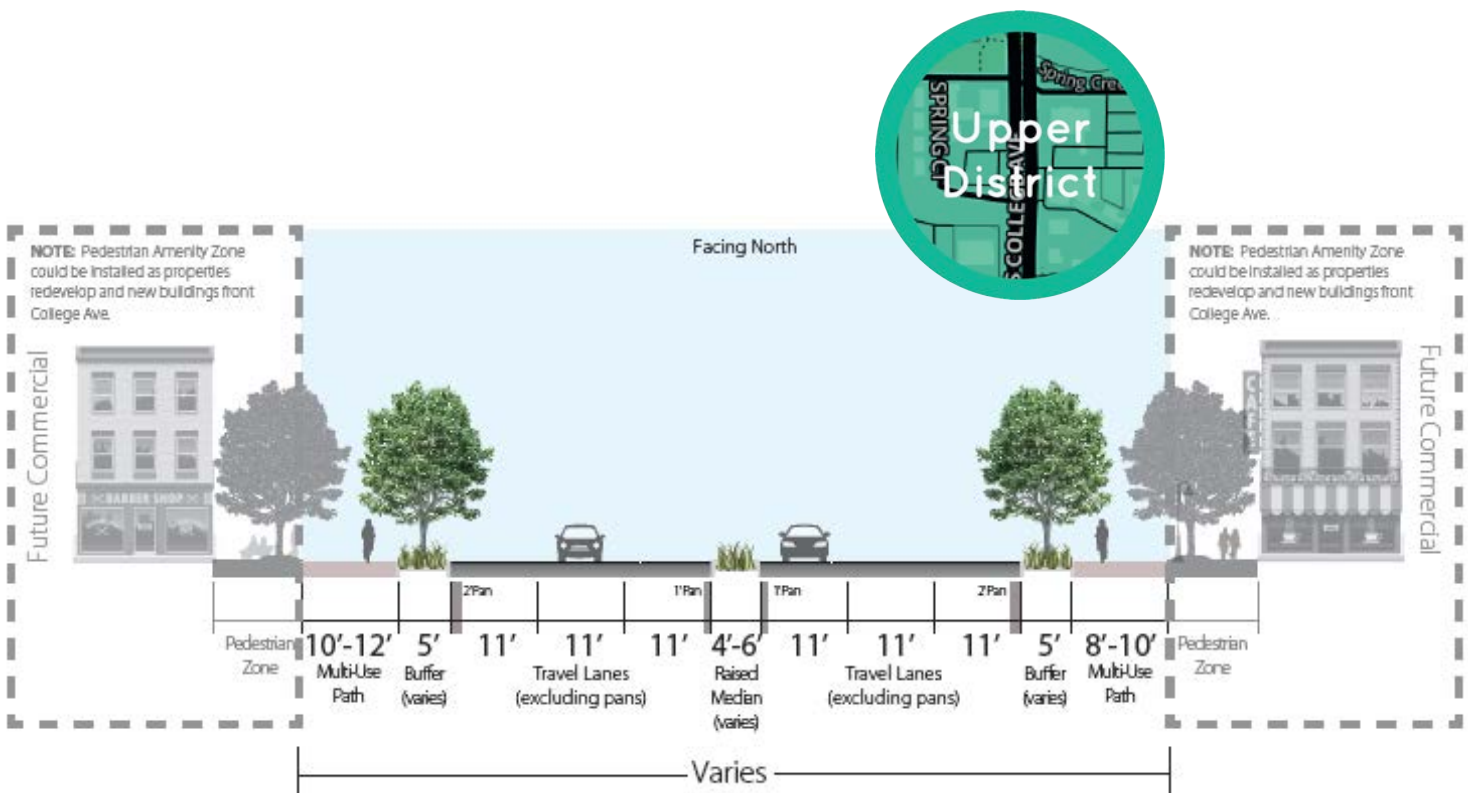 Spring Cree
SPRING CT
S COLLEGE AVE
Upper
District
Facing North
NOTE: Pedestrian Amenity Zone
could be installed as properties
redevelop and new buildings front
College Ave.
NOTE: Pedestrian Amenity Zone
could be installed as properties
redevelop and new buildings front
College Ave.
Future Commercial
Future Commercial
BARBER SHOP
CAFE
2'Pan
1'Pan
1'Pan
2'Pan
Pedestrian
Zone
10'-12'
Multi-Use
Path
5'
Buffer
(varies)
11' 11' 11'
Travel Lanes
(excluding pans)
4'-6'
Raised
Median
(varies)
11' 11' 11'
Travel Lanes
(excluding pans)
5'
Buffer
(varies)
8'-10'
Multi-Use
Path
Pedestrian
Zone
Varies